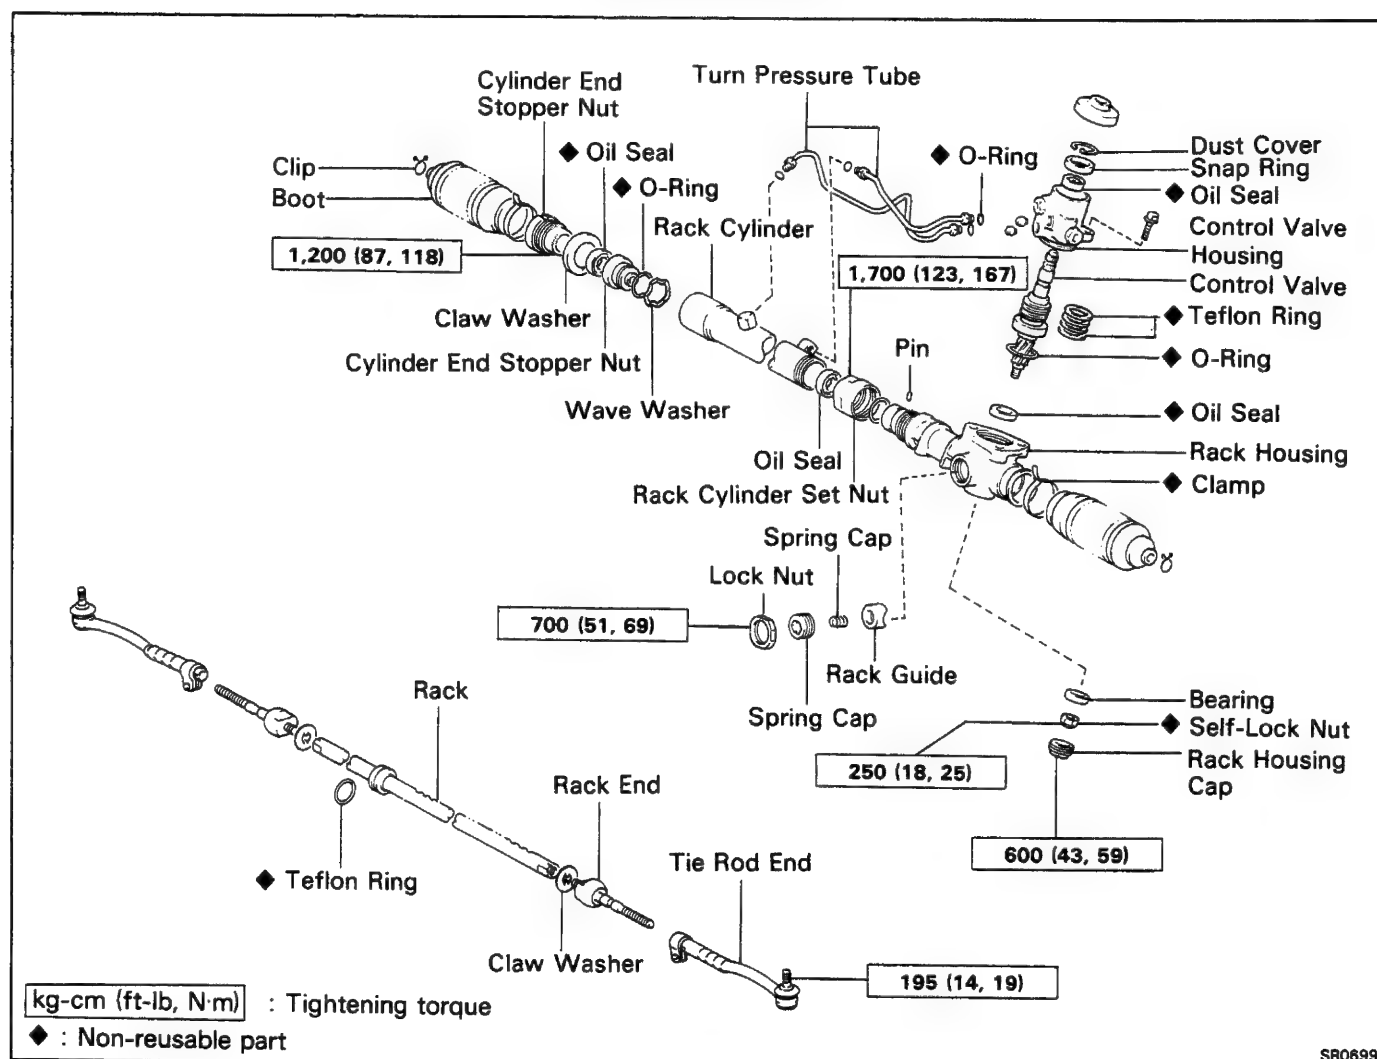 Cylinder End
Stopper Nut
Turn Pressure Tube
◆ Oil Seal
◆ O-Ring
Clip
Boot
◆ O-Ring
Rack Cylinder
Dust Cover
Snap Ring
◆ Oil Seal
Control Valve
Housing
Control Valve
1,200 (87, 118)
1,700 (123, 167)
◆ Teflon Ring
Claw Washer
Pin
◆ O-Ring
Cylinder End Stopper Nut
Wave Washer
◆ Oil Seal
Oil Seal
Rack Housing
Rack Cylinder Set Nut
◆ Clamp
Spring Cap
Lock Nut
700 (51, 69)
Rack Guide
Rack
Spring Cap
Bearing
◆ Self-Lock Nut
250 (18, 25)
Rack Housing
Cap
Rack End
600 (43, 59)
Tie Rod End
◆ Teflon Ring
Claw Washer
195 (14, 19)
kg-cm (ft-lb, N·m) : Tightening torque
◆ : Non-reusable part
SR0699